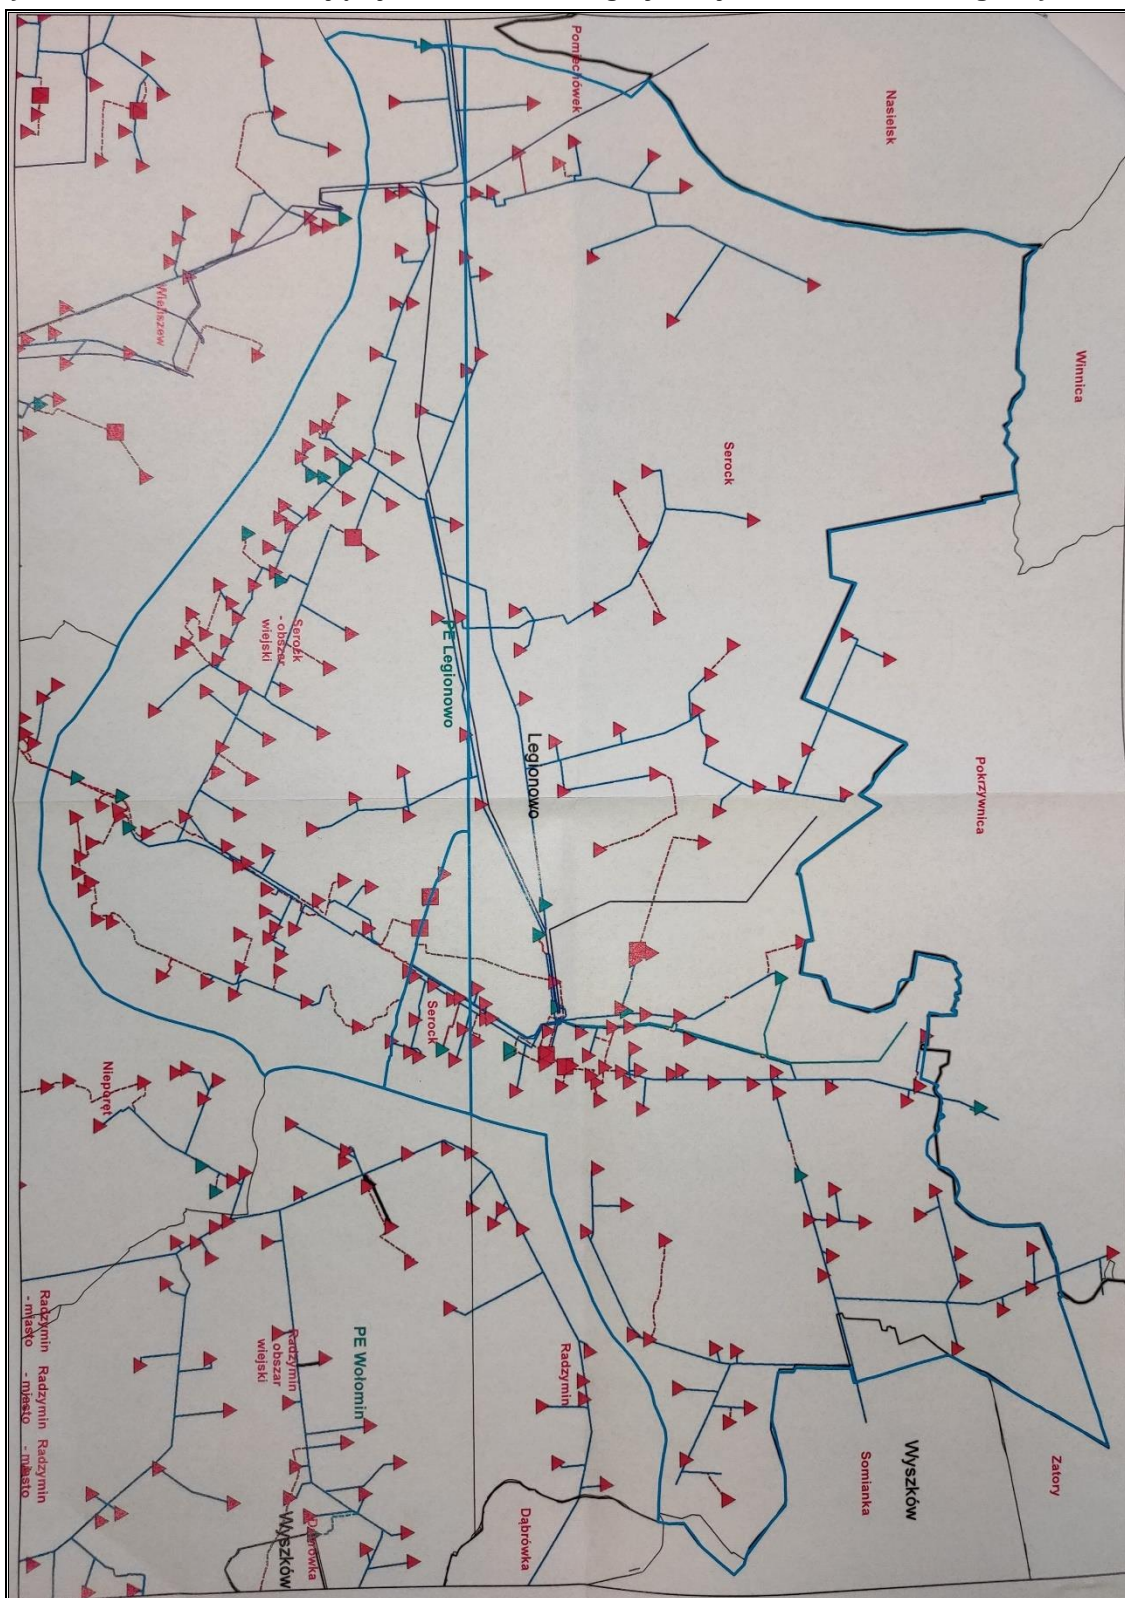 Pomiechówek
Nasielsk
Winnica
Wieliszew
Serock
Serock
- obszar
wiejski
PE Legionowo
Legionowo
Pokrzywnica
Serock
Nieporęt
Radzymin
- miasto
Radzymin
- miasto
Radzymin
- miasto
Radzymin
obszar
wiejski
PE Wołomin
Radzymin
Dąbrówka
Wyszków
Dąbrówka
Somianka
Wyszków
Zatory